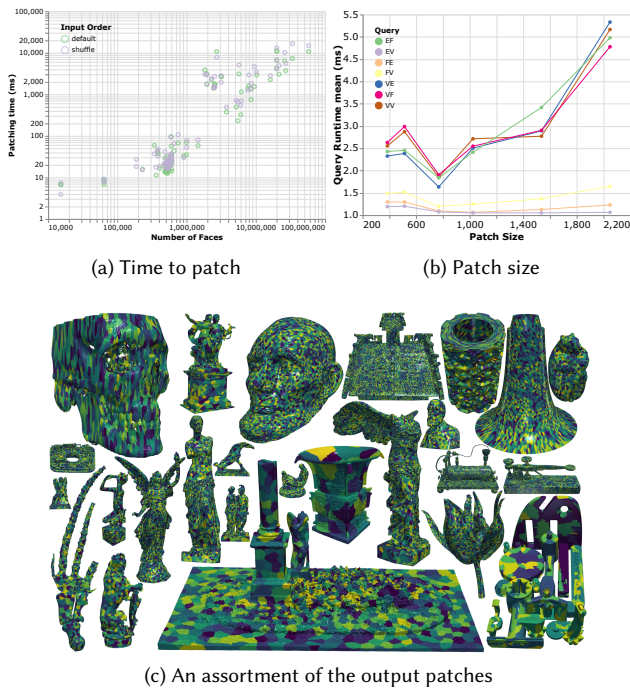 Input Order
default
shuffle
100,000
20,000
10,000
2,000
1,000
200
100
20
10
4
2
1
Patching time (ms)
10,000
100,000
1,000,000
10,000,000
100,000,000
Number of Faces
(a) Time to patch
Query
EF
EV
FE
FV
VE
VF
VV
5.5
5.0
4.5
4.0
3.5
3.0
2.5
2.0
1.5
1.0
Query Runtime mean (ms)
200
600
1,000
1,400
1,800
2,200
Patch Size
(b) Patch size
(c) An assortment of the output patches